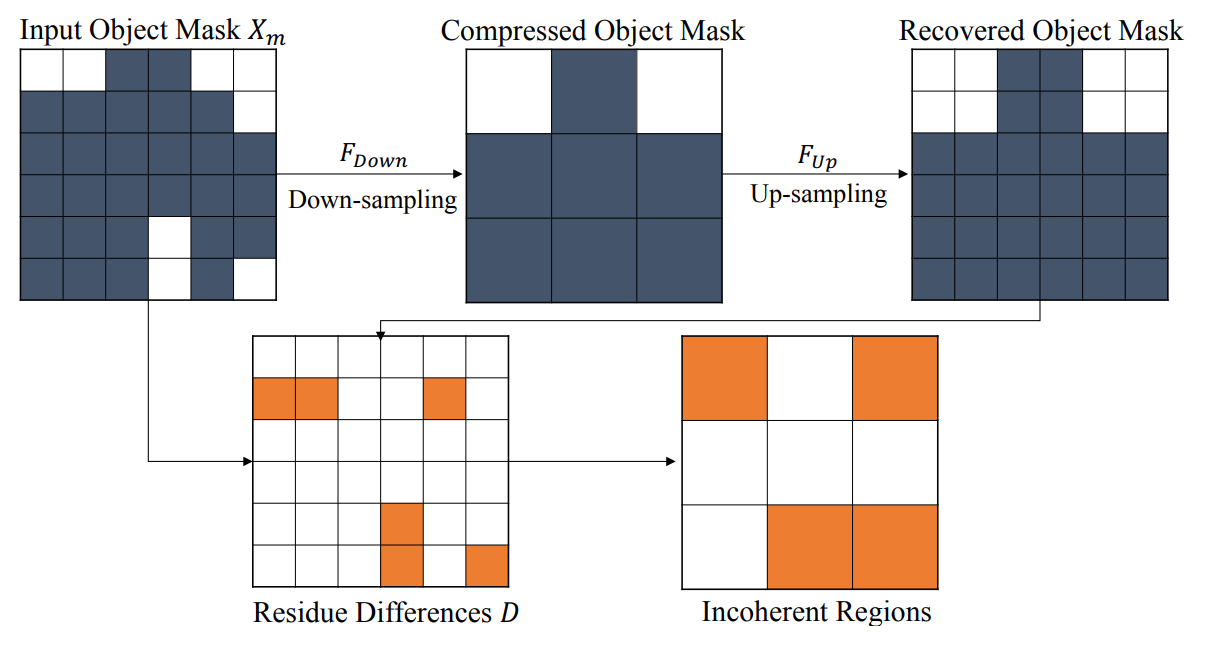 Input Object Mask Xₘ
Compressed Object Mask
Recovered Object Mask
F_Down
Down-sampling
F_Up
Up-sampling
Residue Differences D
Incoherent Regions